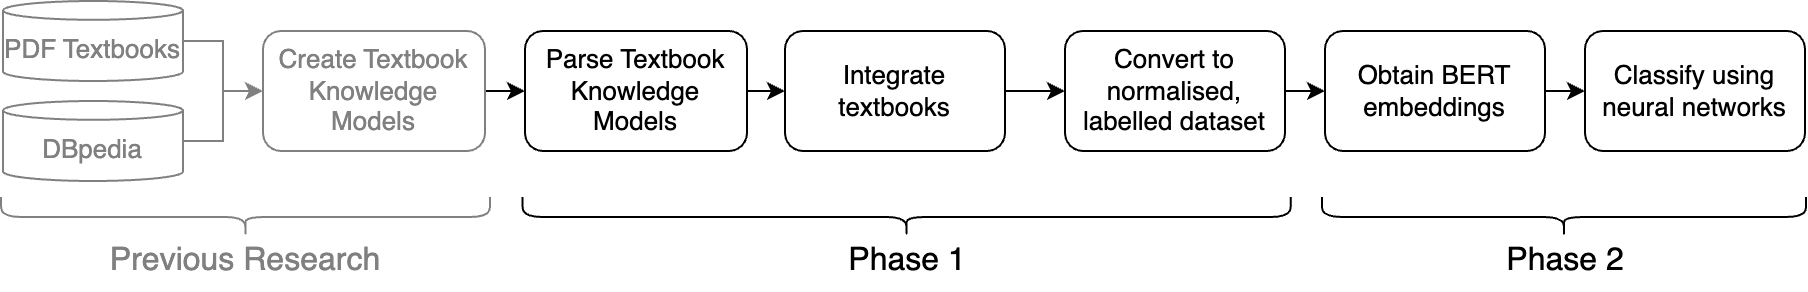 PDF Textbooks
DBpedia
Create Textbook
Knowledge
Models
Parse Textbook
Knowledge
Models
Integrate
textbooks
Convert to
normalised,
labelled dataset
Obtain BERT
embeddings
Classify using
neural networks
Previous Research
Phase 1
Phase 2